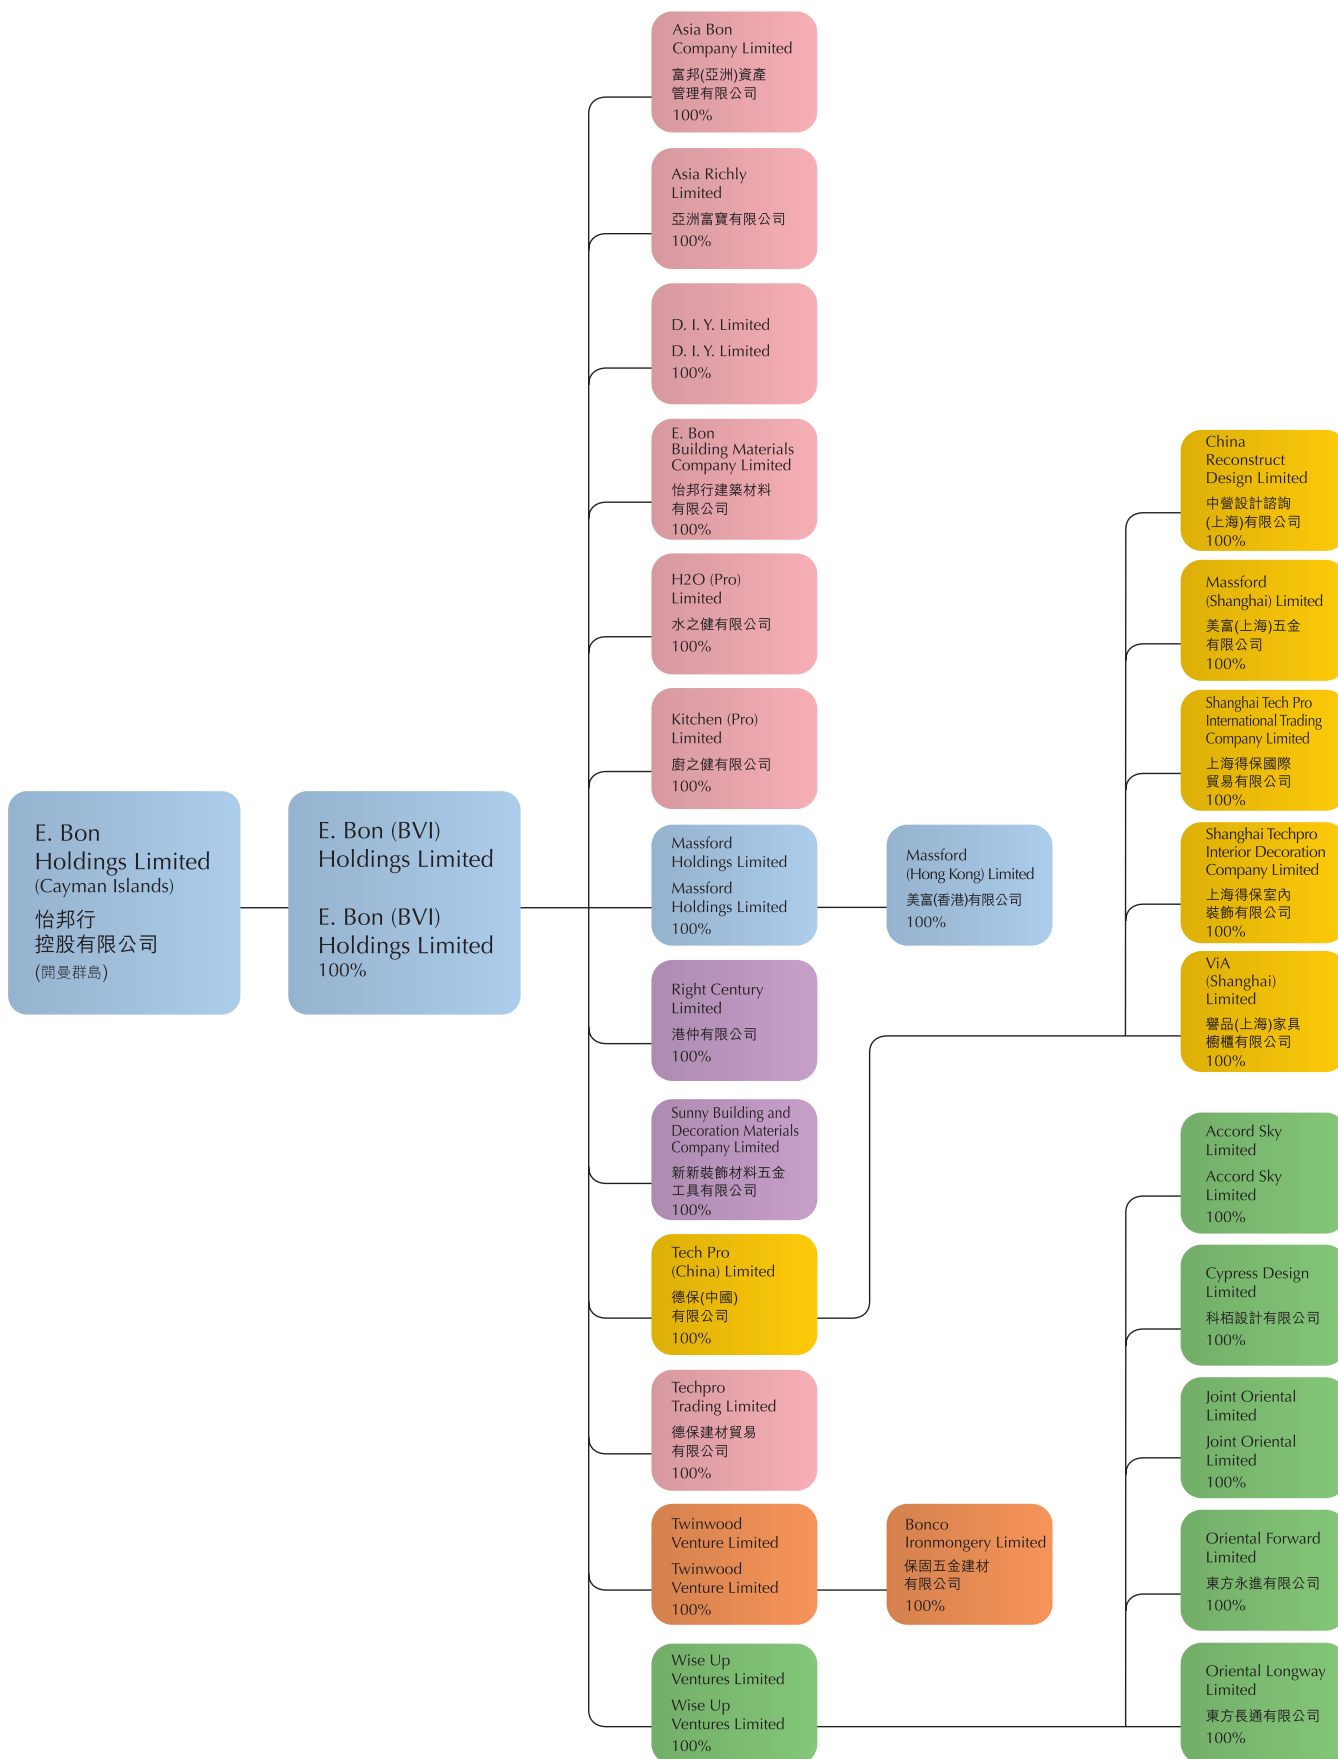 E. Bon
Holdings Limited
(Cayman Islands)
怡邦行
控股有限公司
(開曼群島)
E. Bon (BVI)
Holdings Limited
E. Bon (BVI)
Holdings Limited
100%
Asia Bon
Company Limited
富邦(亞洲)資產
管理有限公司
100%
Asia Richly
Limited
亞洲富寶有限公司
100%
D. I. Y. Limited
D. I. Y. Limited
100%
E. Bon
Building Materials
Company Limited
怡邦行建築材料
有限公司
100%
H2O (Pro)
Limited
水之健有限公司
100%
Kitchen (Pro)
Limited
廚之健有限公司
100%
Massford
Holdings Limited
Massford
Holdings Limited
100%
Massford
(Hong Kong) Limited
美富(香港)有限公司
100%
Right Century
Limited
港仲有限公司
100%
Sunny Building and
Decoration Materials
Company Limited
新新裝飾材料五金
工具有限公司
100%
Tech Pro
(China) Limited
德保(中國)
有限公司
100%
Techpro
Trading Limited
德保建材貿易
有限公司
100%
Twinwood
Venture Limited
Twinwood
Venture Limited
100%
Bonco
Ironmongery Limited
保固五金建材
有限公司
100%
Wise Up
Ventures Limited
Wise Up
Ventures Limited
100%
China
Reconstruct
Design Limited
中營設計諮詢
(上海)有限公司
100%
Massford
(Shanghai) Limited
美富(上海)五金
有限公司
100%
Shanghai Tech Pro
International Trading
Company Limited
上海得保國際
貿易有限公司
100%
Shanghai Techpro
Interior Decoration
Company Limited
上海得保室內
裝飾有限公司
100%
ViA
(Shanghai)
Limited
譽品(上海)家具
櫥櫃有限公司
100%
Accord Sky
Limited
Accord Sky
Limited
100%
Cypress Design
Limited
科栢設計有限公司
100%
Joint Oriental
Limited
Joint Oriental
Limited
100%
Oriental Forward
Limited
東方永進有限公司
100%
Oriental Longway
Limited
東方長通有限公司
100%